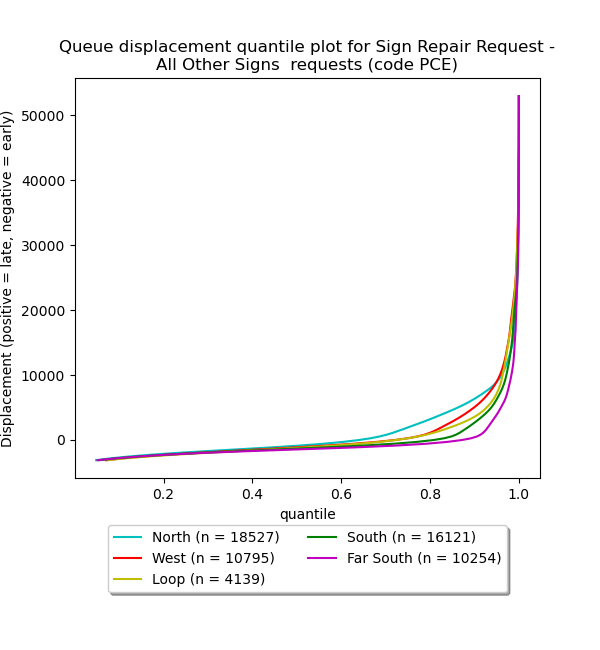 Queue displacement quantile plot for Sign Repair Request -
All Other Signs  requests (code PCE)
Displacement (positive = late, negative = early)
50000
40000
30000
20000
10000
0
0.2
0.4
0.6
0.8
1.0
quantile
North (n = 18527)
West (n = 10795)
Loop (n = 4139)
South (n = 16121)
Far South (n = 10254)